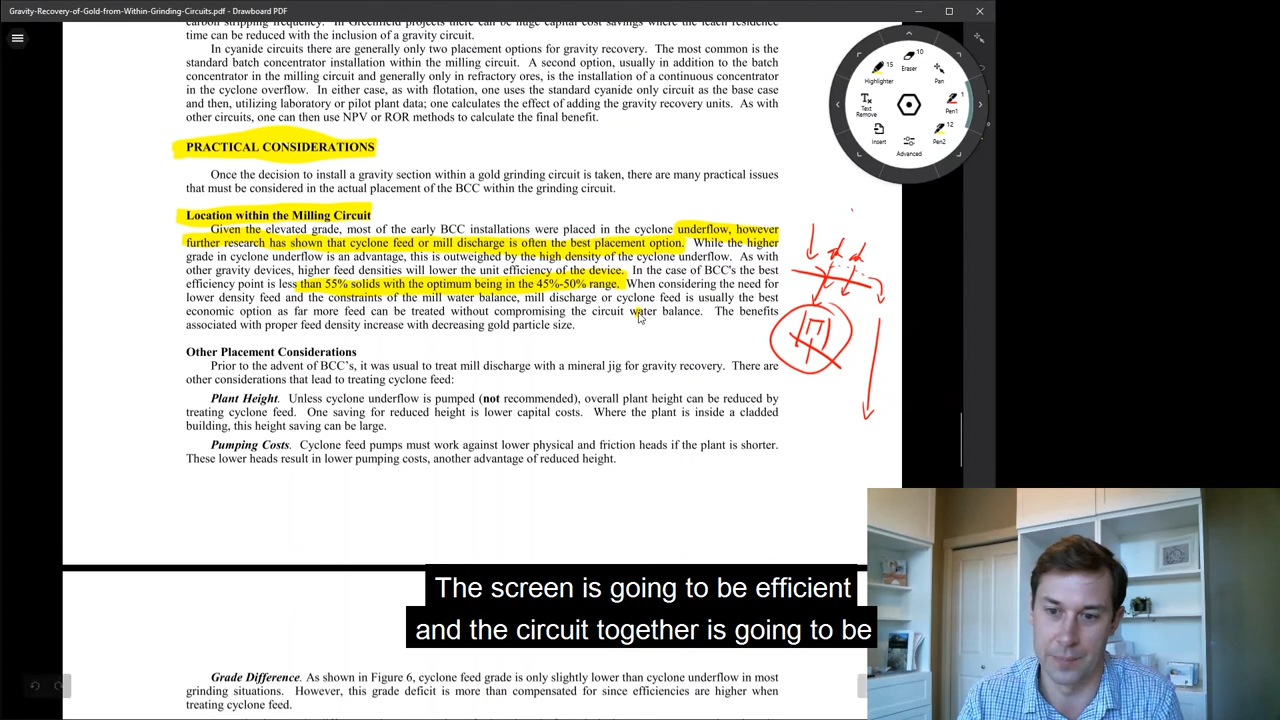 Gravity-Recovery-of-Gold-from-Within-Grinding-Circuits.pdf - Drawboard PDF
carbon stripping frequency. In Greenfield projects there can be huge capital cost savings where the leach residence
time can be reduced with the inclusion of a gravity circuit.
In cyanide circuits there are generally only two placement options for gravity recovery. The most common is the
standard batch concentrator installation within the milling circuit. A second option, usually in addition to the batch
concentrator in the milling circuit and generally only in refractory ores, is the installation of a continuous concentrator
in the cyclone overflow. In either case, as with flotation, one uses the standard cyanide only circuit as the base case
and then, utilizing laboratory or pilot plant data; one calculates the effect of adding the gravity recovery units. As with
other circuits, one can then use NPV or ROR methods to calculate the final benefit.
PRACTICAL CONSIDERATIONS
Once the decision to install a gravity section within a gold grinding circuit is taken, there are many practical issues
that must be considered in the actual placement of the BCC within the grinding circuit.
Location within the Milling Circuit
Given the elevated grade, most of the early BCC installations were placed in the cyclone underflow, however
further research has shown that cyclone feed or mill discharge is often the best placement option. While the higher
grade in cyclone underflow is an advantage, this is outweighed by the high density of the cyclone underflow. As with
other gravity devices, higher feed densities will lower the unit efficiency of the device. In the case of BCC's the best
efficiency point is less than 55% solids with the optimum being in the 45%-50% range. When considering the need for
lower density feed and the constraints of the mill water balance, mill discharge or cyclone feed is usually the best
economic option as far more feed can be treated without compromising the circuit water balance. The benefits
associated with proper feed density increase with decreasing gold particle size.
Other Placement Considerations
Prior to the advent of BCC's, it was usual to treat mill discharge with a mineral jig for gravity recovery. There are
other considerations that lead to treating cyclone feed:
Plant Height. Unless cyclone underflow is pumped (not recommended), overall plant height can be reduced by
treating cyclone feed. One saving for reduced height is lower capital costs. Where the plant is inside a cladded
building, this height saving can be large.
Pumping Costs. Cyclone feed pumps must work against lower physical and friction heads if the plant is shorter.
These lower heads result in lower pumping costs, another advantage of reduced height.
Grade Difference. As shown in Figure 6, cyclone feed grade is only slightly lower than cyclone underflow in most
grinding situations. However, this grade deficit is more than compensated for since efficiencies are higher when
treating cyclone feed.
10
Eraser
15
Highlighter
Pan
Text
Remove
1
Pen1
Insert
12
Pen2
Advanced
The screen is going to be efficient
and the circuit together is going to be